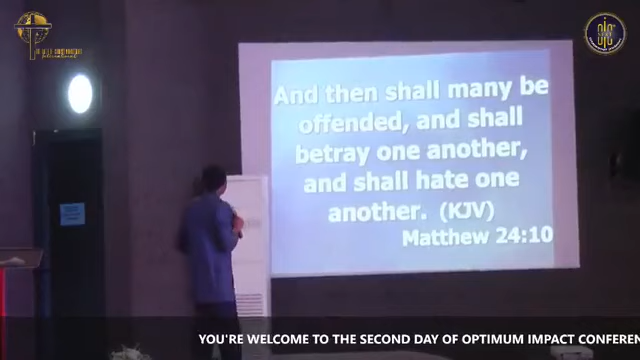 And then shall many be
offended, and shall
betray one another,
and shall hate one
another. (KJV)
Matthew 24:10
YOU'RE WELCOME TO THE SECOND DAY OF OPTIMUM IMPACT CONFEREN